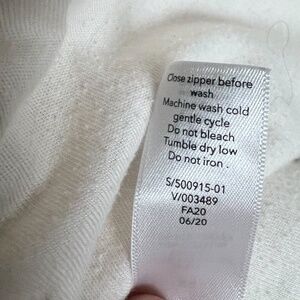 Close zipper before
wash
Machine wash cold
gentle cycle
Do not bleach
Tumble dry low
Do not iron .
S/500915-01
V/003489
FA20
06/20